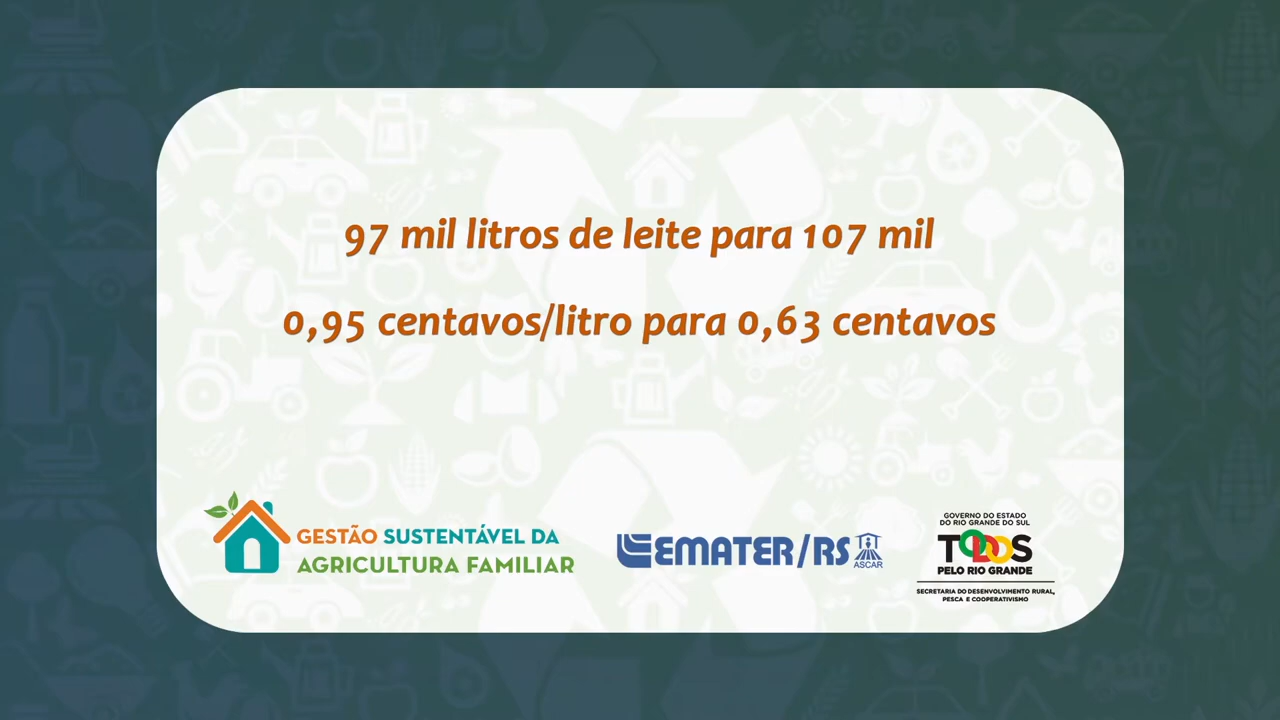 97 mil litros de leite para 107 mil
0,95 centavos/litro para 0,63 centavos
GESTÃO SUSTENTÁVEL DA
AGRICULTURA FAMILIAR
EMATER/RS
ASCAR
GOVERNO DO ESTADO
DO RIO GRANDE DO SUL
TODOS
PELO RIO GRANDE
SECRETARIA DO DESENVOLVIMENTO RURAL,
PESCA E COOPERATIVISMO